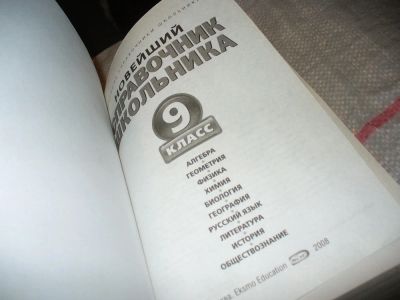 НОВЕЙШИЙ
СПРАВОЧНИК
ШКОЛЬНИКА
9
КЛАСС
АЛГЕБРА
ГЕОМЕТРИЯ
ФИЗИКА
ХИМИЯ
БИОЛОГИЯ
ГЕОГРАФИЯ
РУССКИЙ ЯЗЫК
ЛИТЕРАТУРА
ИСТОРИЯ
ОБЩЕСТВОЗНАНИЕ
Eksmo Education 2008